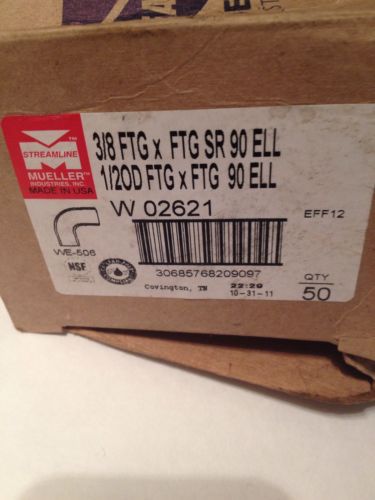 STREAMLINE
MUELLER™
INDUSTRIES, INC.
MADE IN USA
3/8 FTG x FTG SR 90 ELL
1/2OD FTG x FTG 90 ELL
W 02621
EFF12
WE-506
NSF
30685768209097
Covington, TN
22:29
10-31-11
QTY
50